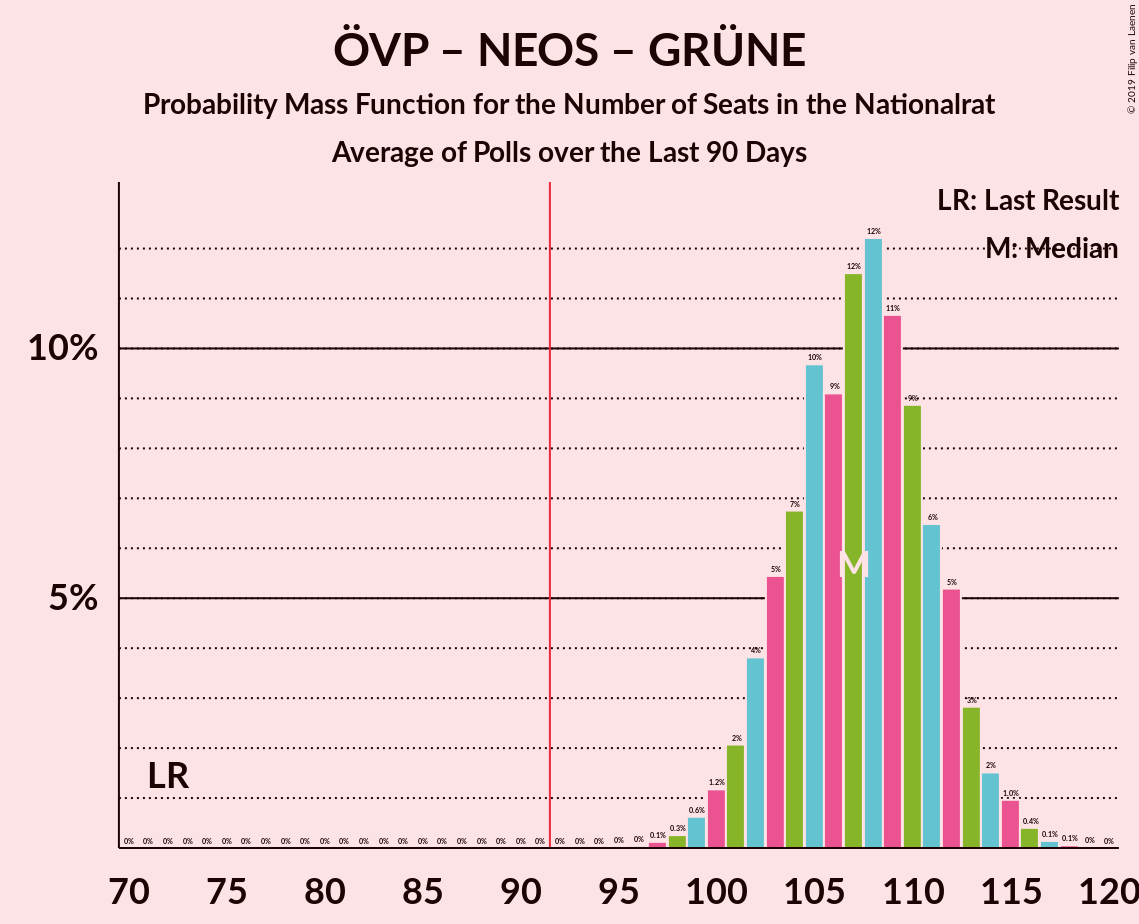 ÖVP – NEOS – GRÜNE
Probability Mass Function for the Number of Seats in the Nationalrat
Average of Polls over the Last 90 Days
© 2019 Filip van Laenen
LR: Last Result
M: Median
10%
5%
LR
M
0% 0% 0% 0% 0% 0% 0% 0% 0% 0% 0% 0% 0% 0% 0% 0% 0% 0% 0% 0% 0% 0% 0% 0% 0% 0% 0% 0.1% 0.3% 0.6% 1.2% 2% 4% 5% 7% 10% 9% 12% 12% 11% 9% 6% 5% 3% 2% 1.0% 0.4% 0.1% 0.1% 0% 0%
70 75 80 85 90 95 100 105 110 115 120